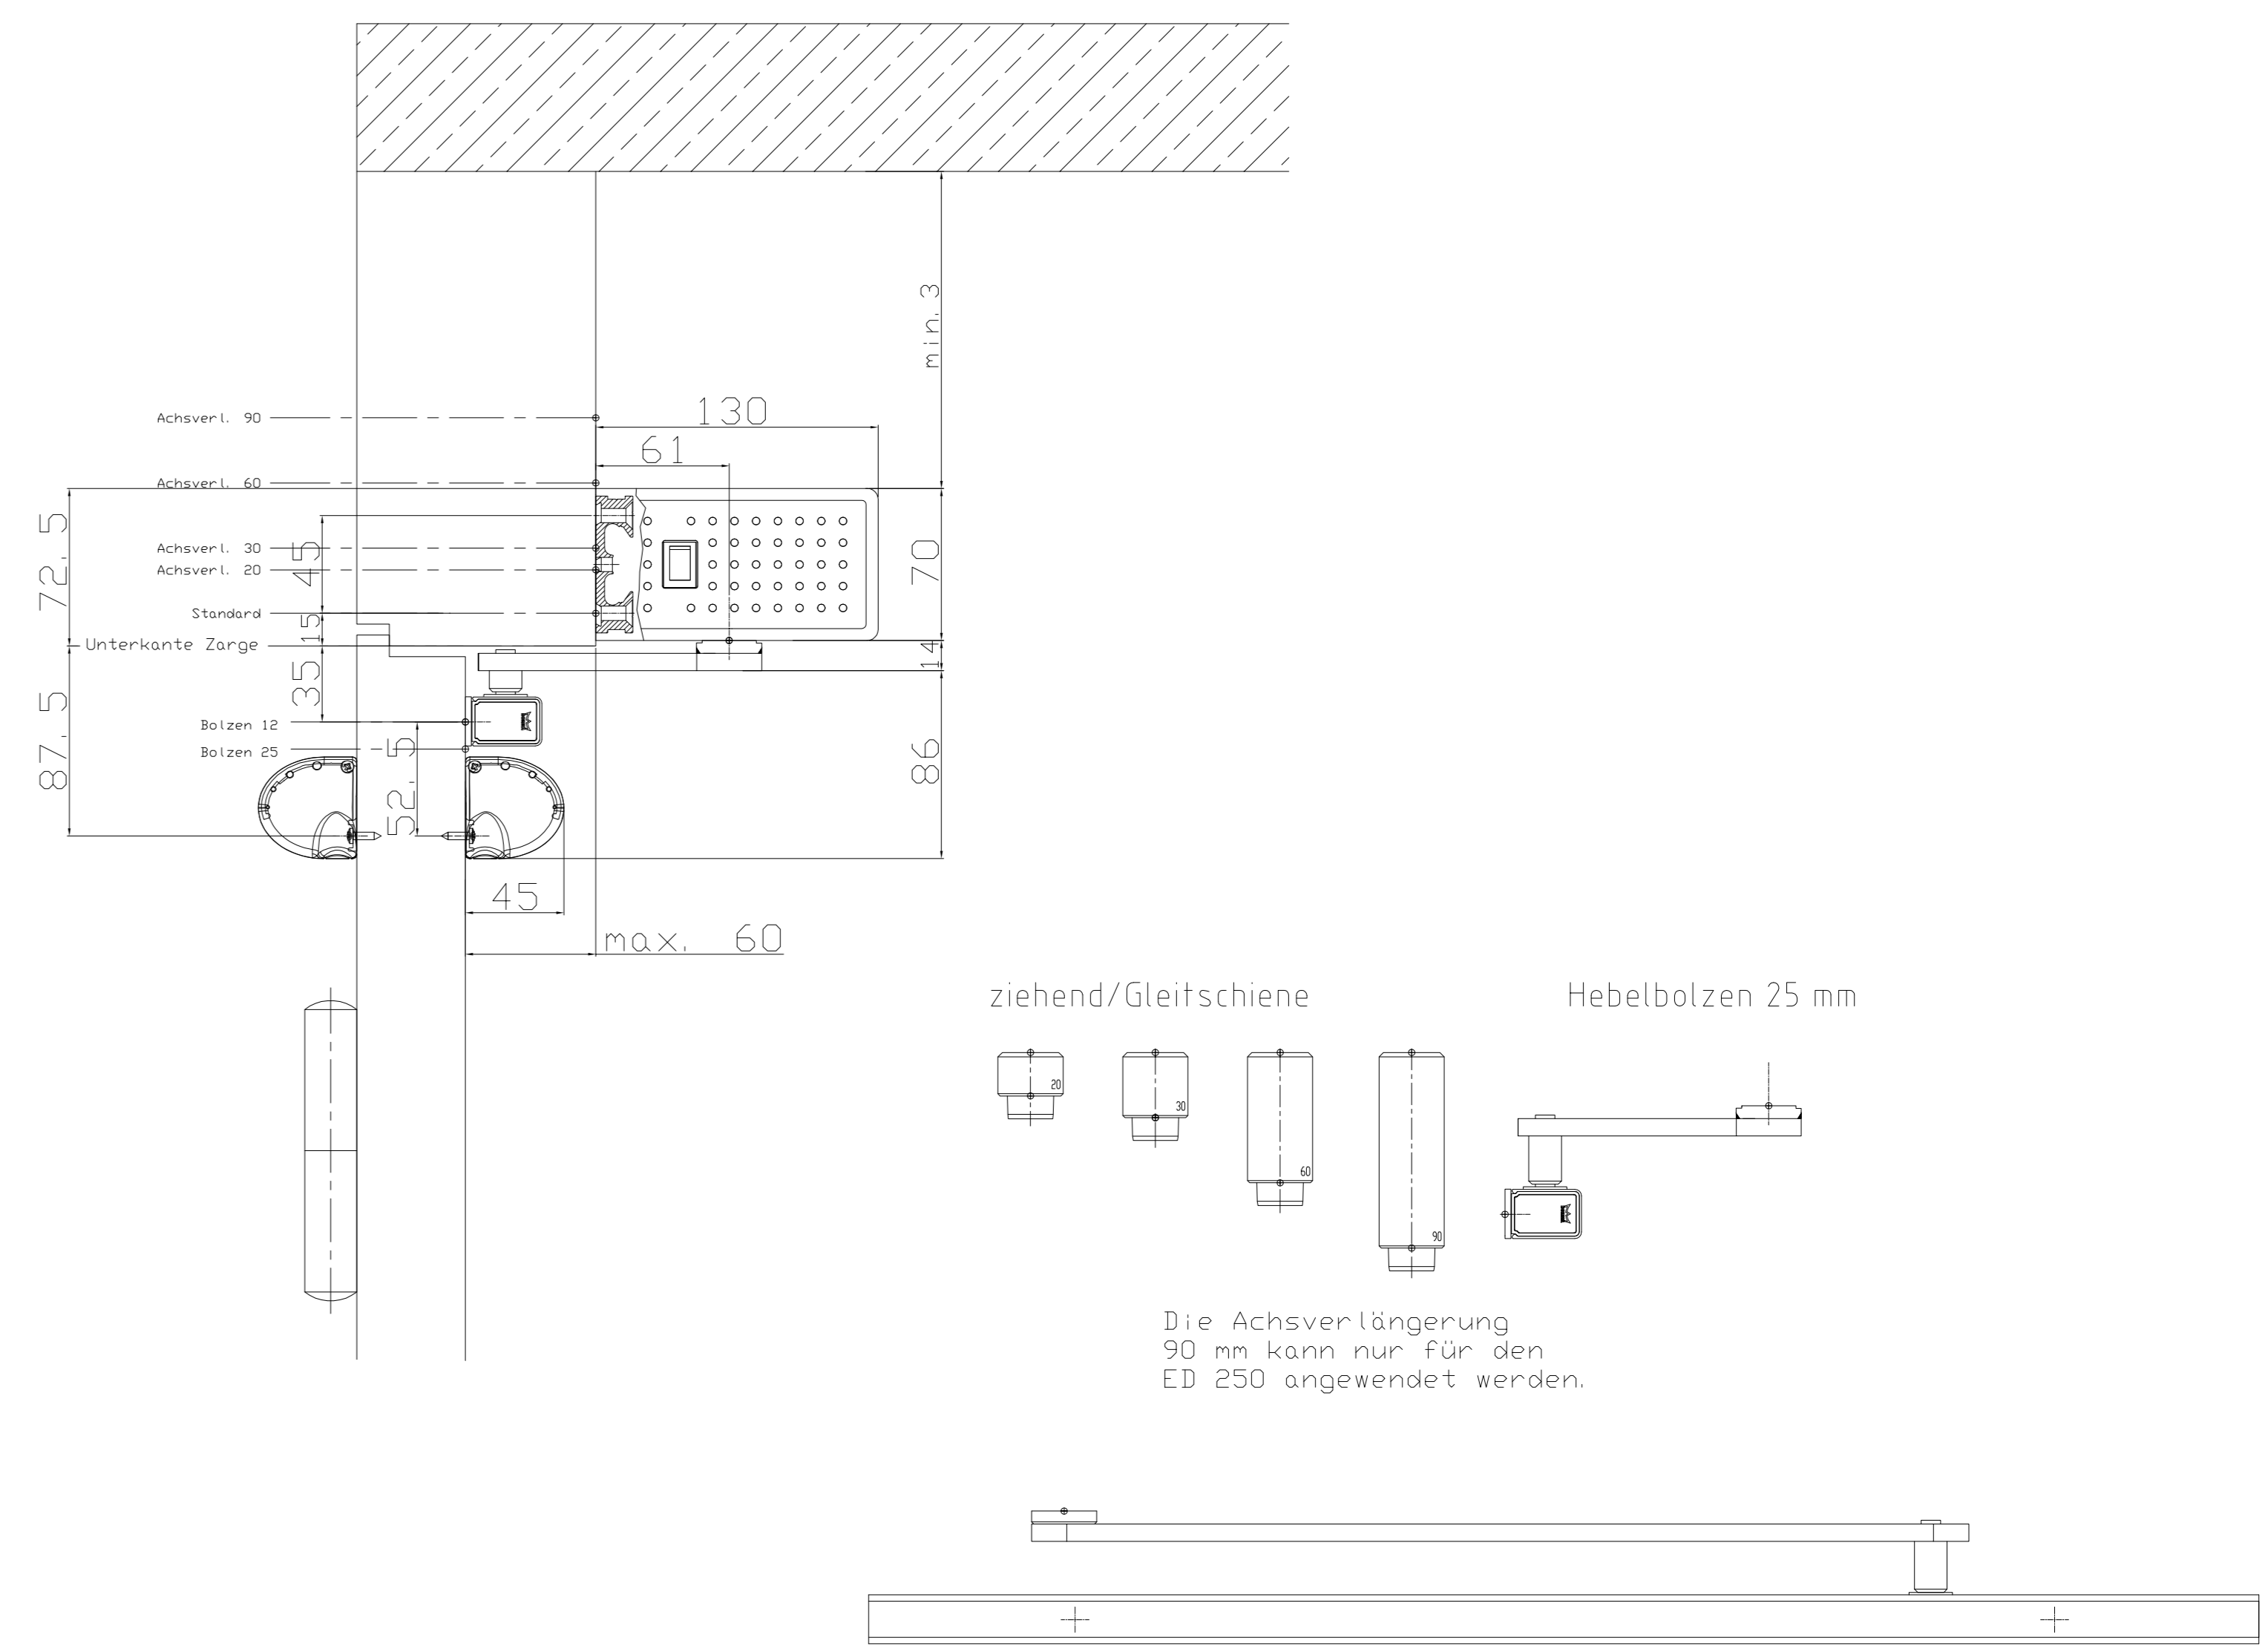 min. 3
Achsverl. 90
130
61
Achsverl. 60
72.5
45
Achsverl. 30
Achsverl. 20
70
Standard
15
Unterkante Zarge
14
35
87.5
Bolzen 12
Bolzen 25
52.5
86
45
max. 60
ziehend/Gleitschiene
Hebelbolzen 25 mm
20
30
60
90
Die Achsverlängerung
90 mm kann nur für den
ED 250 angewendet werden.